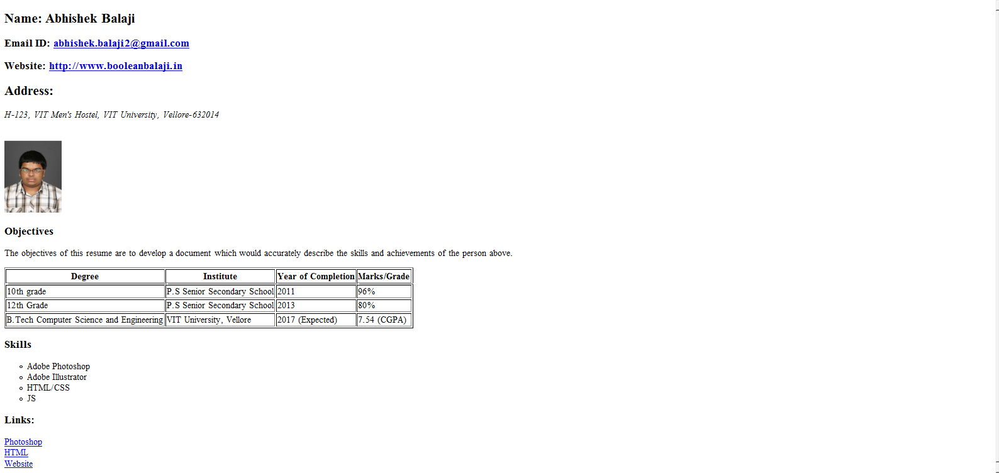 Name: Abhishek Balaji
Email ID: abhishek.balaji2@gmail.com
Website: http://www.booleanbalaji.in
Address:
H-123, VIT Men's Hostel, VIT University, Vellore-632014
Objectives
The objectives of this resume are to develop a document which would accurately describe the skills and achievements of the person above.
Degree Institute Year of Completion Marks/Grade
10th grade P.S Senior Secondary School 2011 96%
12th Grade P.S Senior Secondary School 2013 80%
B.Tech Computer Science and Engineering VIT University, Vellore 2017 (Expected) 7.54 (CGPA)
Skills
Adobe Photoshop
Adobe Illustrator
HTML/CSS
JS
Links:
Photoshop
HTML
Website